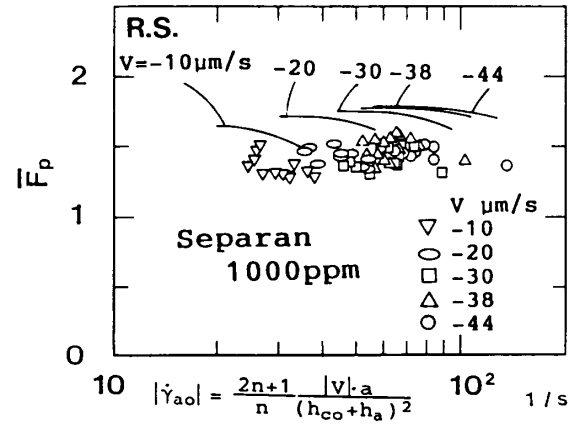 R.S.
V=-10μm/s
-20
-30
-38
-44
2
1
0
F̅p
Separan
1000ppm
V μm/s
▽ -10
⬭ -20
□ -30
△ -38
○ -44
10
10²
1/s
|γ̇ao| = 2n+1/n |V|·a/(hco+ha)²